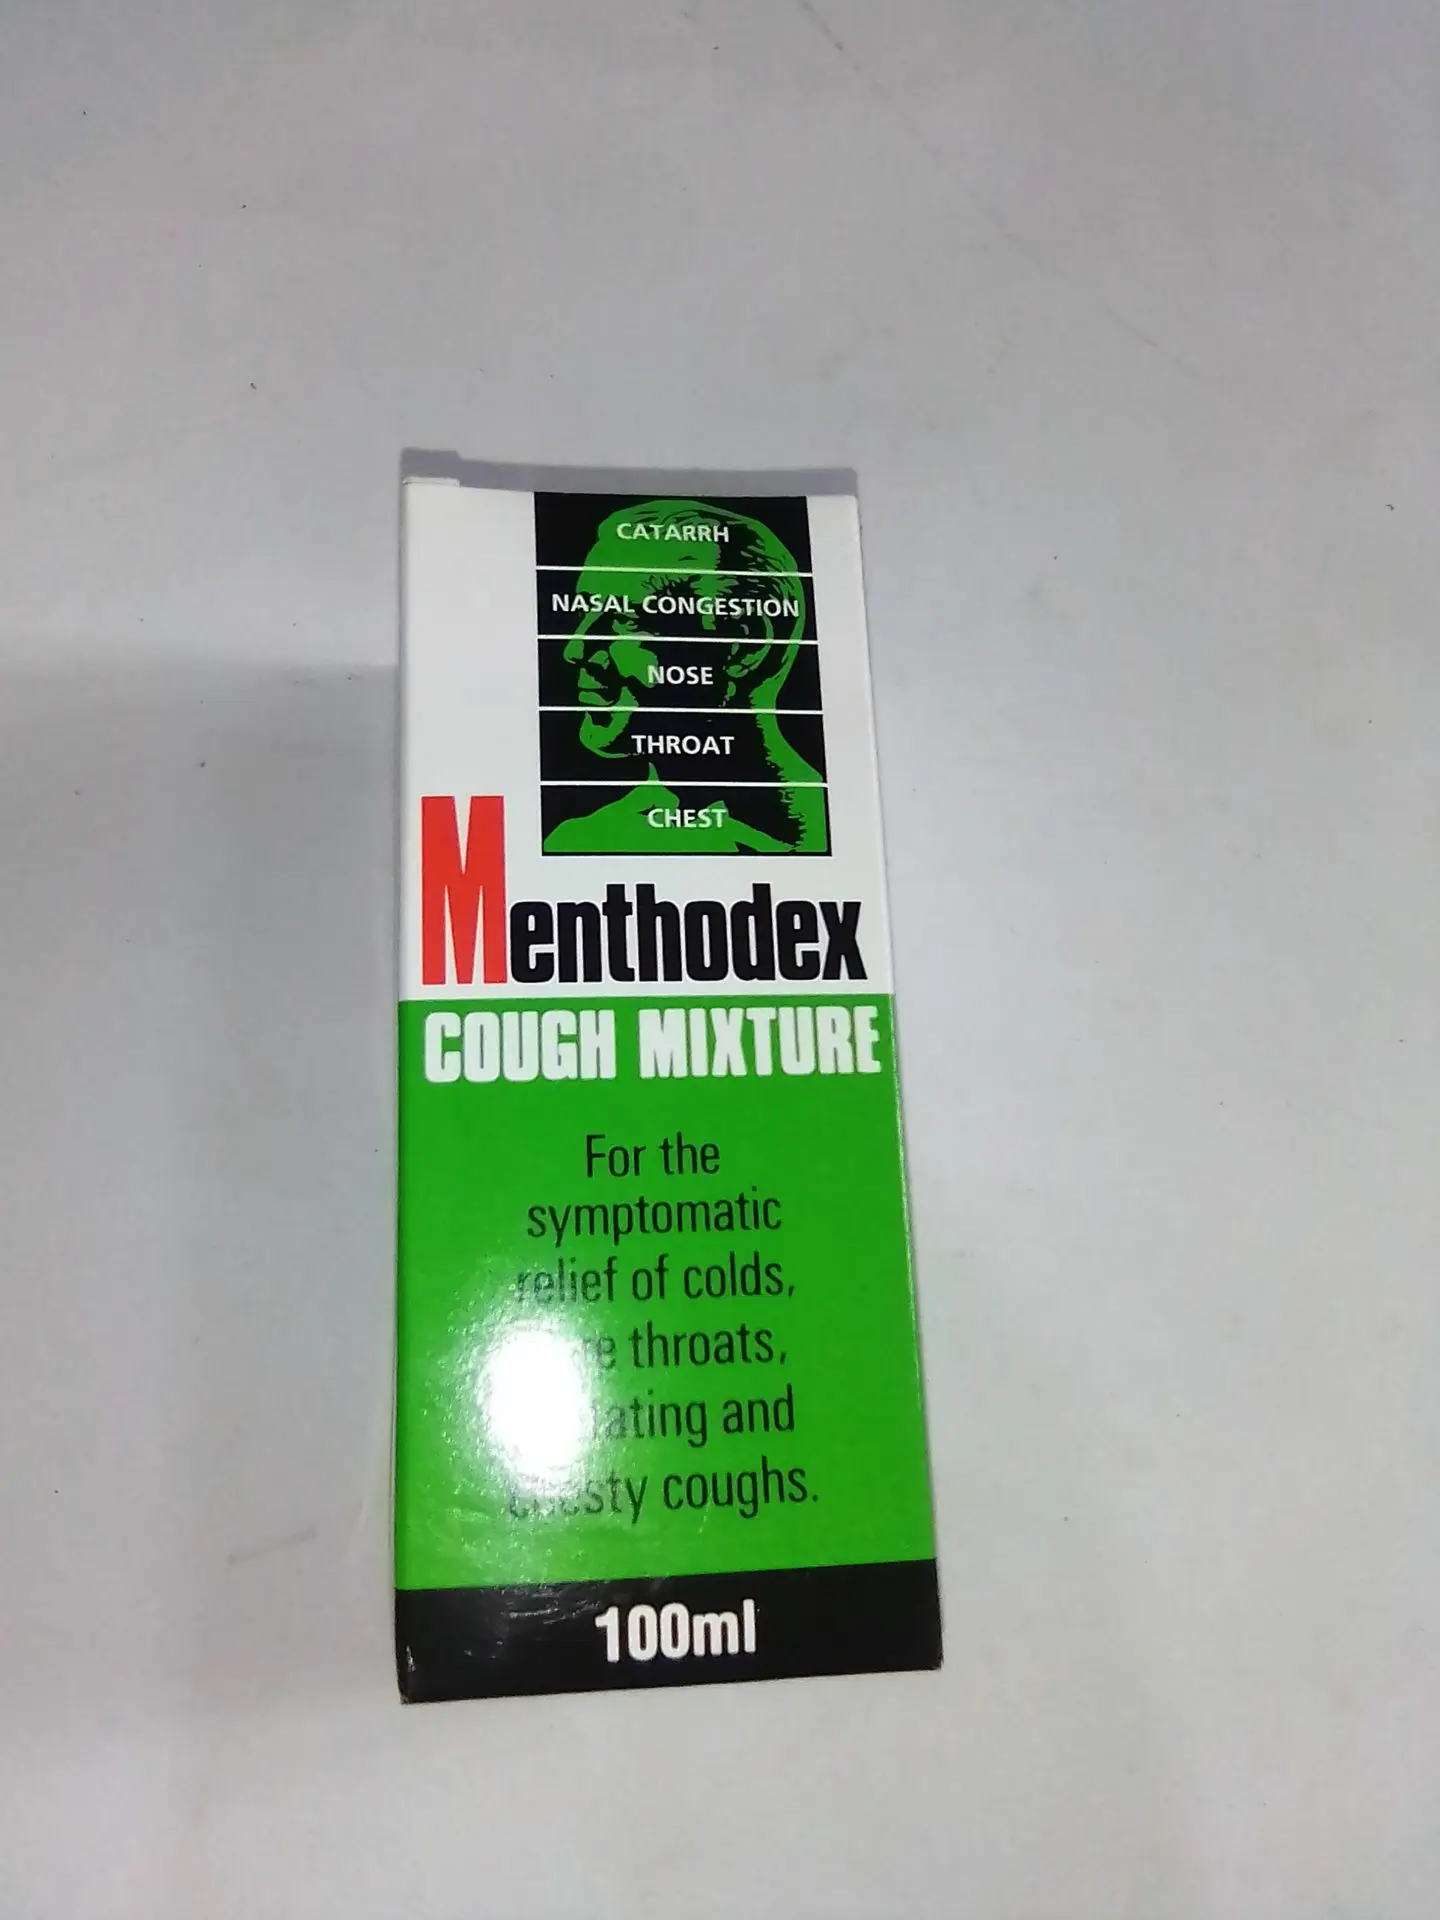 CATARRH
NASAL CONGESTION
NOSE
THROAT
CHEST
Menthodex
COUGH MIXTURE
For the
symptomatic
relief of colds,
throats,
and
chesty coughs.
100ml